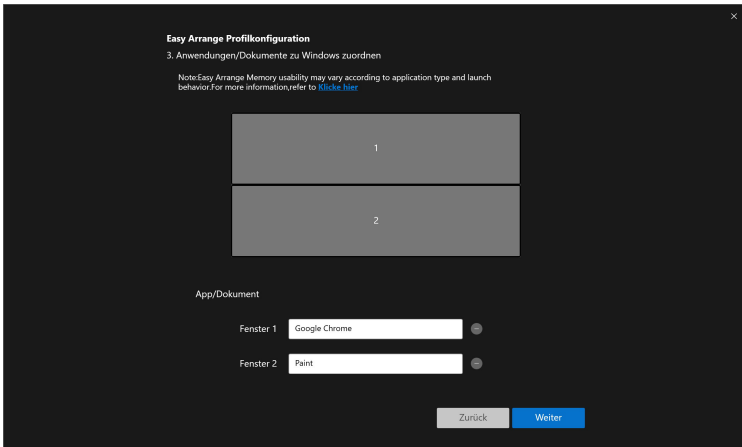 Easy Arrange Profilkonfiguration
3. Anwendungen/Dokumente zu Windows zuordnen
Note:Easy Arrange Memory usability may vary according to application type and launch
behavior.For more information,refer to Klicke hier
1
2
App/Dokument
Fenster 1 Google Chrome
Fenster 2 Paint
Zurück Weiter